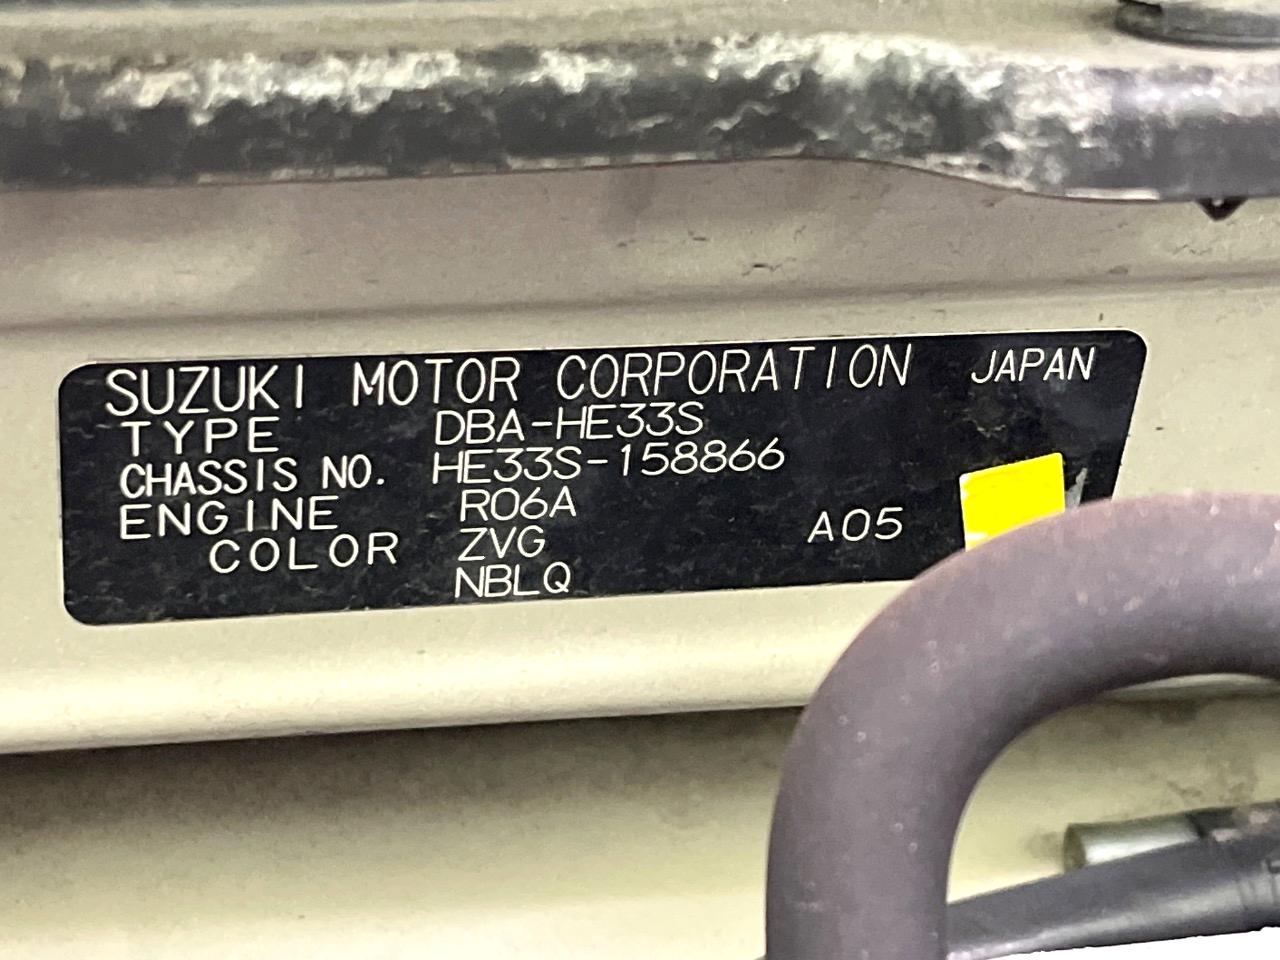 SUZUKI MOTOR CORPORATION JAPAN
TYPE DBA-HE33S
CHASSIS NO. HE33S-158866
ENGINE R06A
COLOR ZVG A05
NBLQ